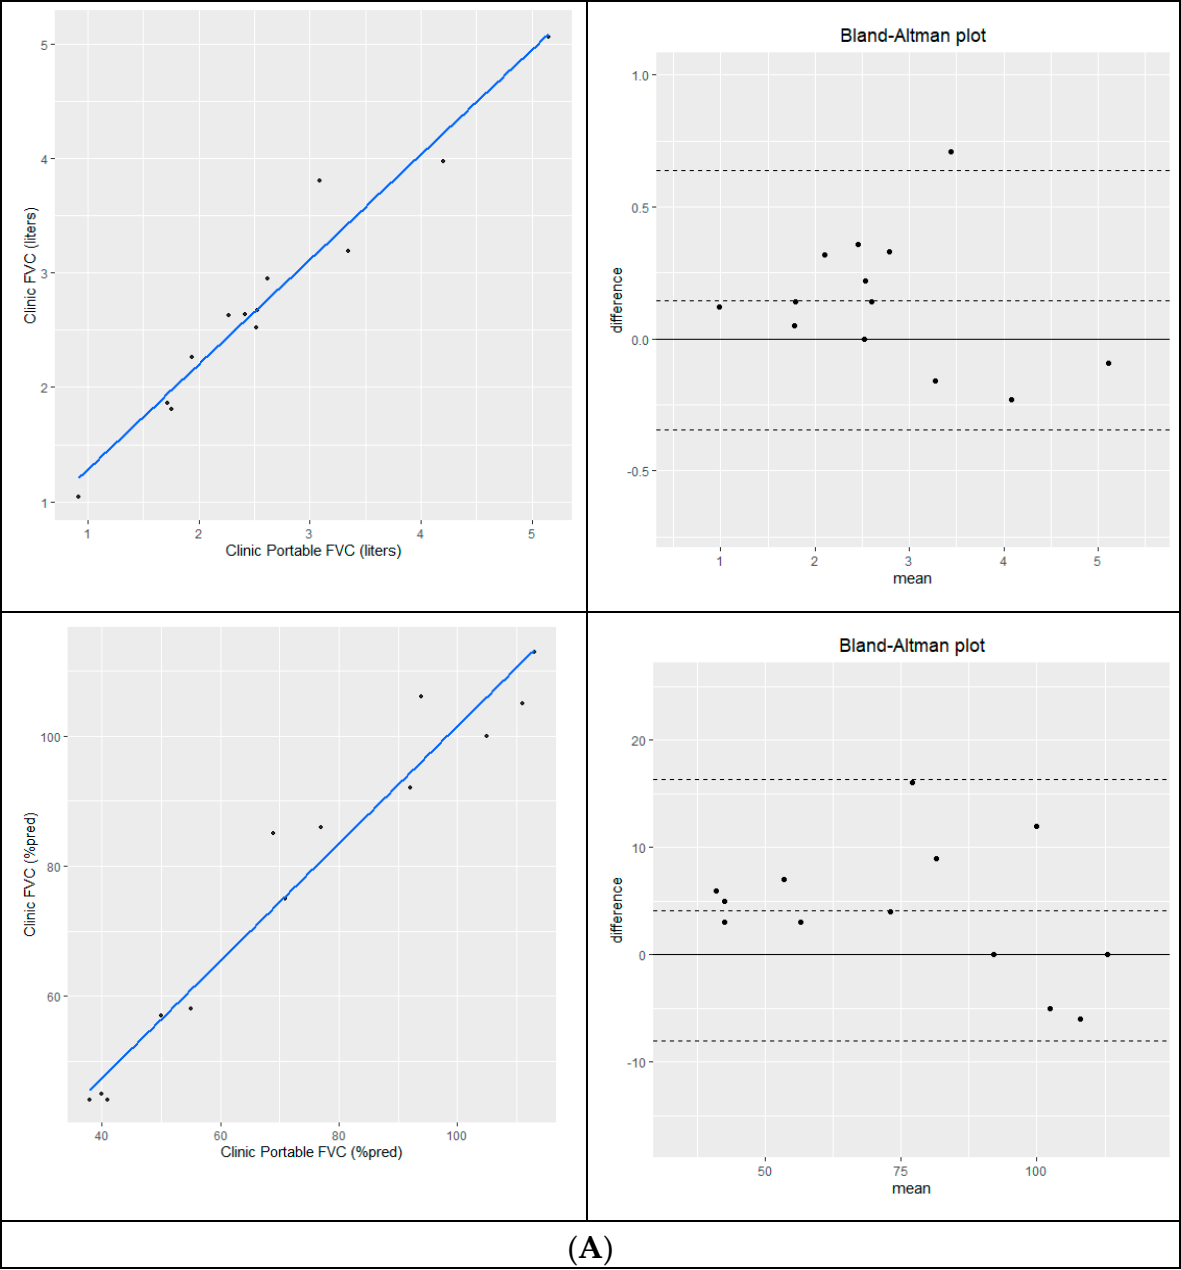 5
4
3
2
1
Clinic FVC (liters)
1 2 3 4 5
Clinic Portable FVC (liters)
Bland-Altman plot
1.0
0.5
0.0
-0.5
difference
1 2 3 4 5
mean
100
80
60
Clinic FVC (%pred)
40 60 80 100
Clinic Portable FVC (%pred)
Bland-Altman plot
20
10
0
-10
difference
50 75 100
mean
(A)